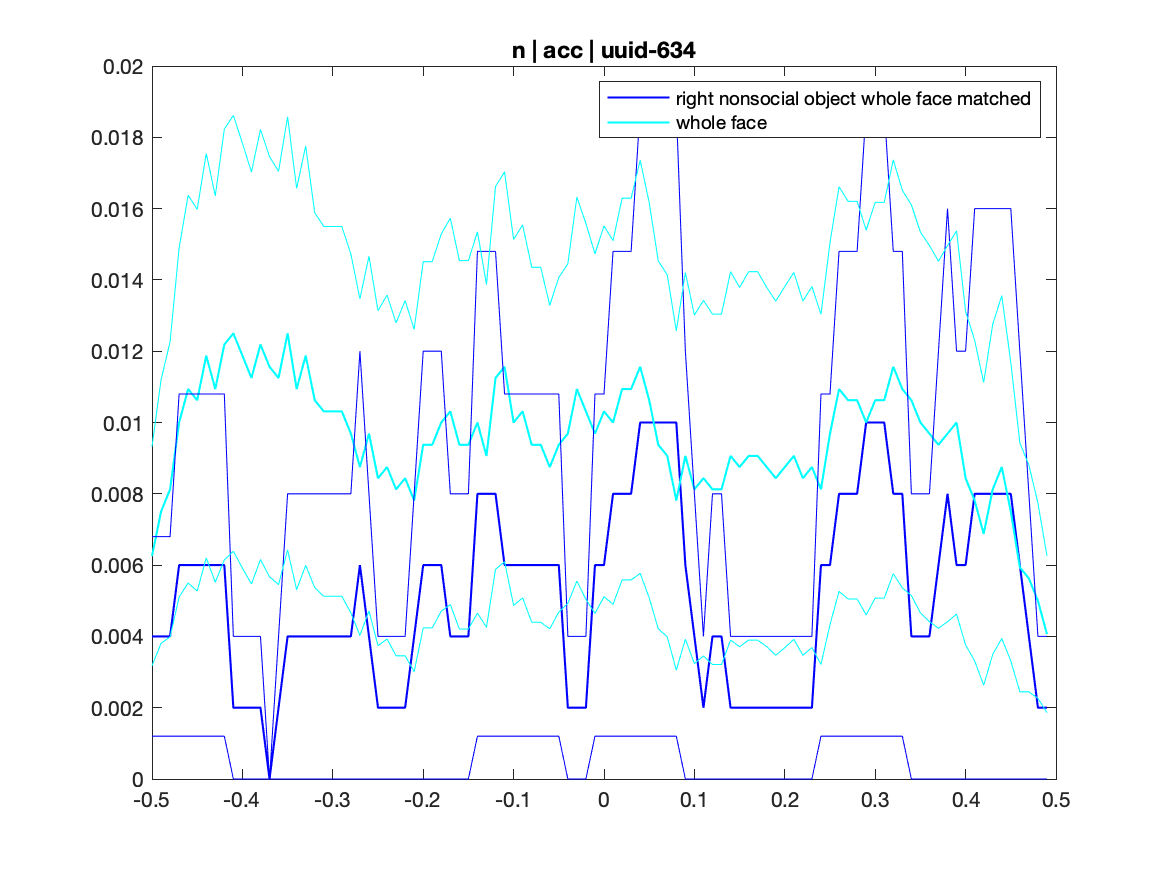 n | acc | uuid-634
right nonsocial object whole face matched
whole face
0.02
0.018
0.016
0.014
0.012
0.01
0.008
0.006
0.004
0.002
0
-0.5 -0.4 -0.3 -0.2 -0.1 0 0.1 0.2 0.3 0.4 0.5